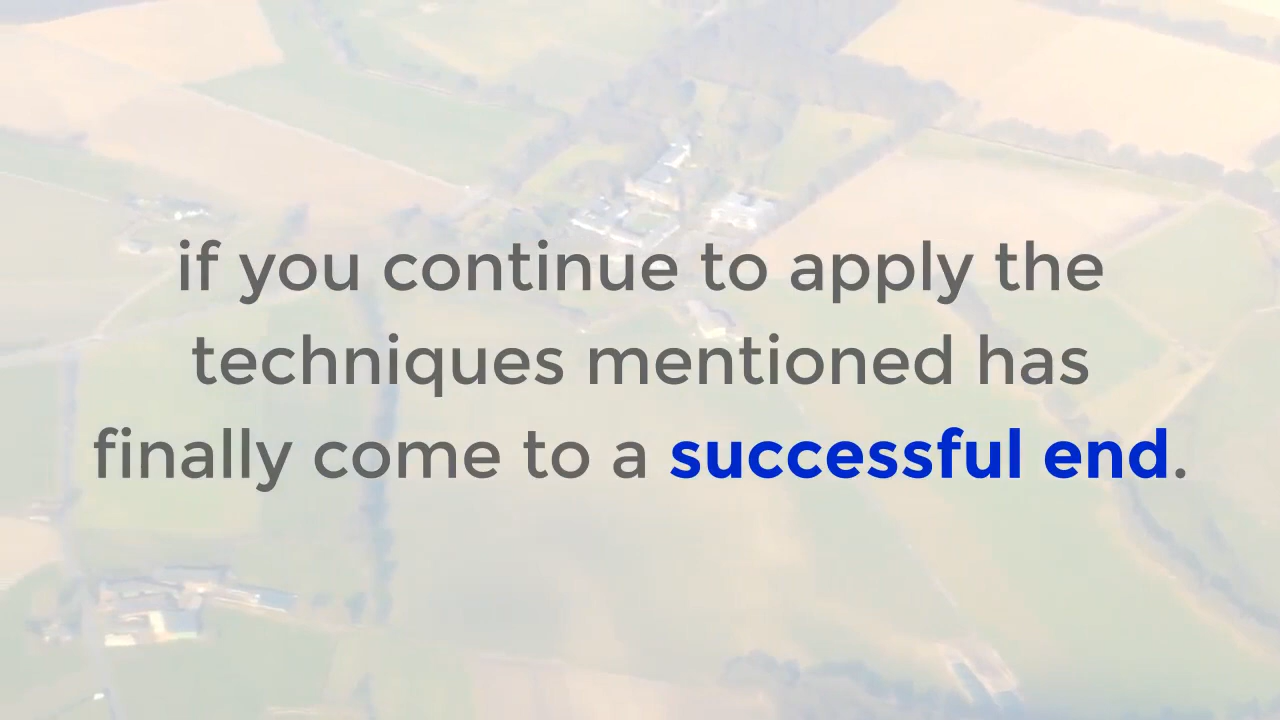 if you continue to apply the
techniques mentioned has
finally come to a successful end.